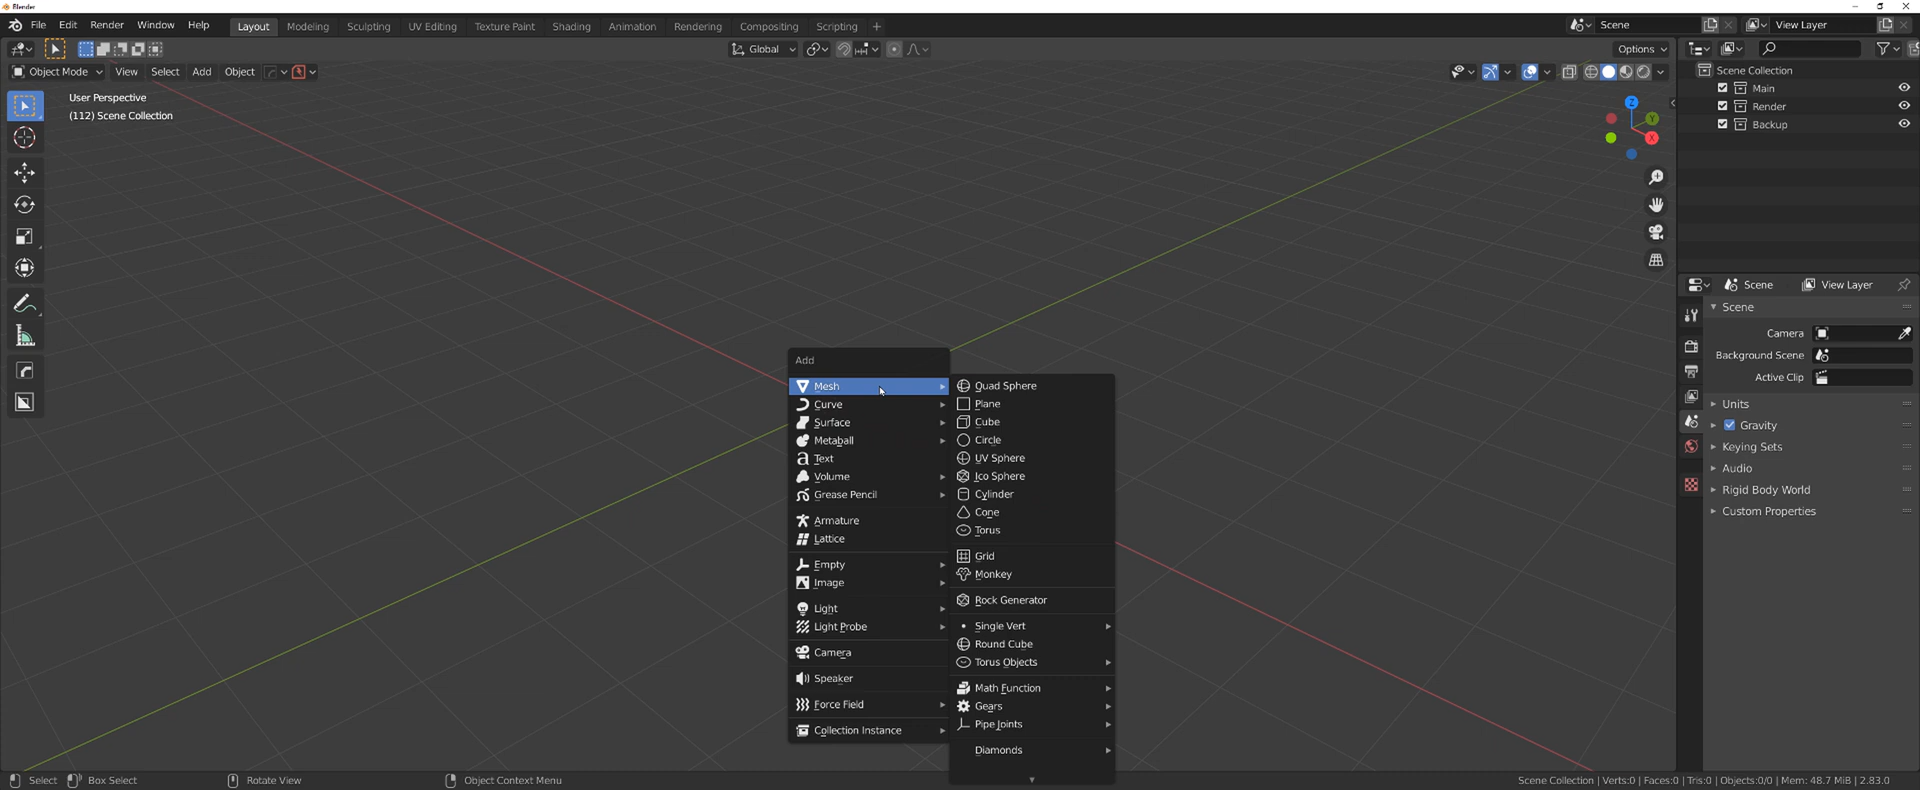 Blender
File Edit Render Window Help Layout Modeling Sculpting UV Editing Texture Paint Shading Animation Rendering Compositing Scripting + Scene View Layer
Global Options
Object Mode View Select Add Object
User Perspective
(112) Scene Collection
Z
Y
X
Scene Collection
Main
Render
Backup
Scene View Layer
Scene
Camera
Background Scene
Active Clip
Units
Gravity
Keying Sets
Audio
Rigid Body World
Custom Properties
Add
Mesh
Curve
Surface
Metaball
Text
Volume
Grease Pencil
Armature
Lattice
Empty
Image
Light
Light Probe
Camera
Speaker
Force Field
Collection Instance
Quad Sphere
Plane
Cube
Circle
UV Sphere
Ico Sphere
Cylinder
Cone
Torus
Grid
Monkey
Rock Generator
Single Vert
Round Cube
Torus Objects
Math Function
Gears
Pipe Joints
Diamonds
Select Box Select Rotate View Object Context Menu Scene Collection | Verts:0 | Faces:0 | Tris:0 | Objects:0/0 | Mem: 48.7 MiB | 2.83.0